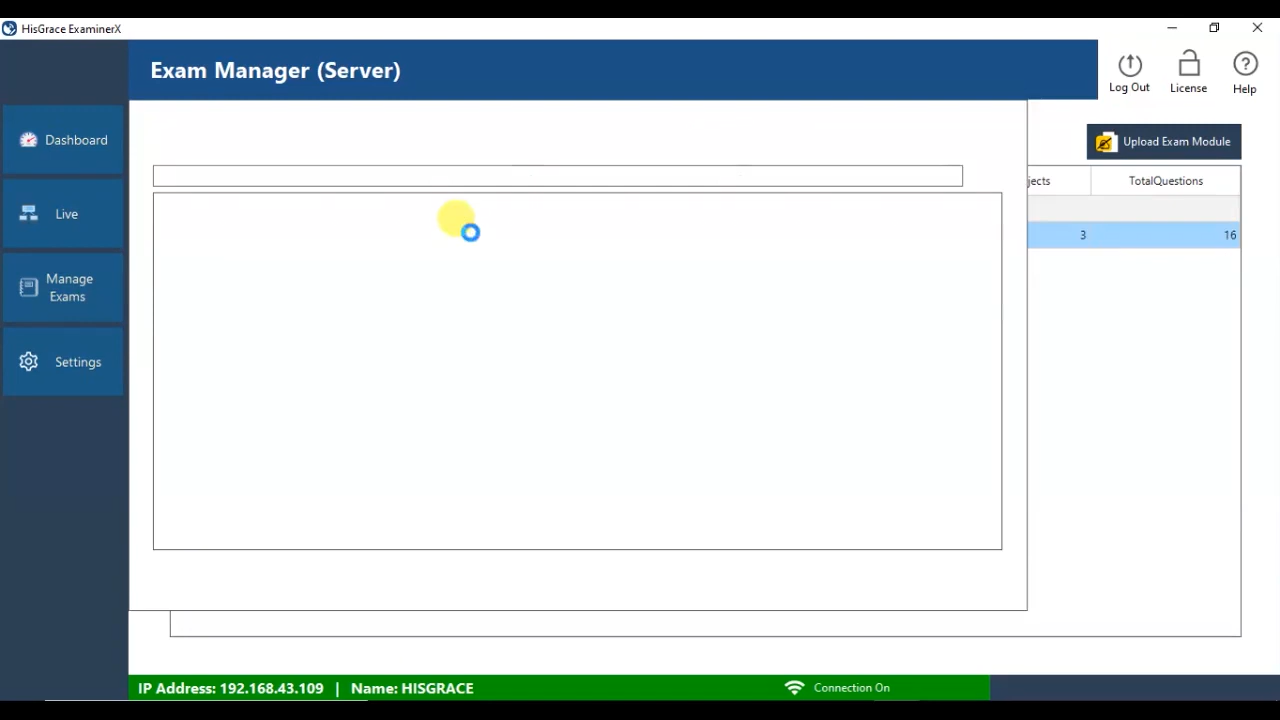 HisGrace ExaminerX
Exam Manager (Server)
Log Out
License
Help
Dashboard
Upload Exam Module
jects
TotalQuestions
Live
3
16
Manage
Exams
Settings
IP Address: 192.168.43.109 | Name: HISGRACE
Connection On